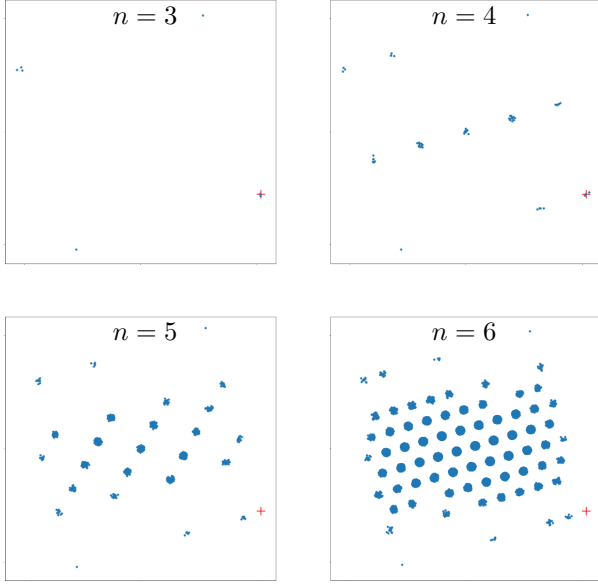 n = 3
n = 4
n = 5
n = 6